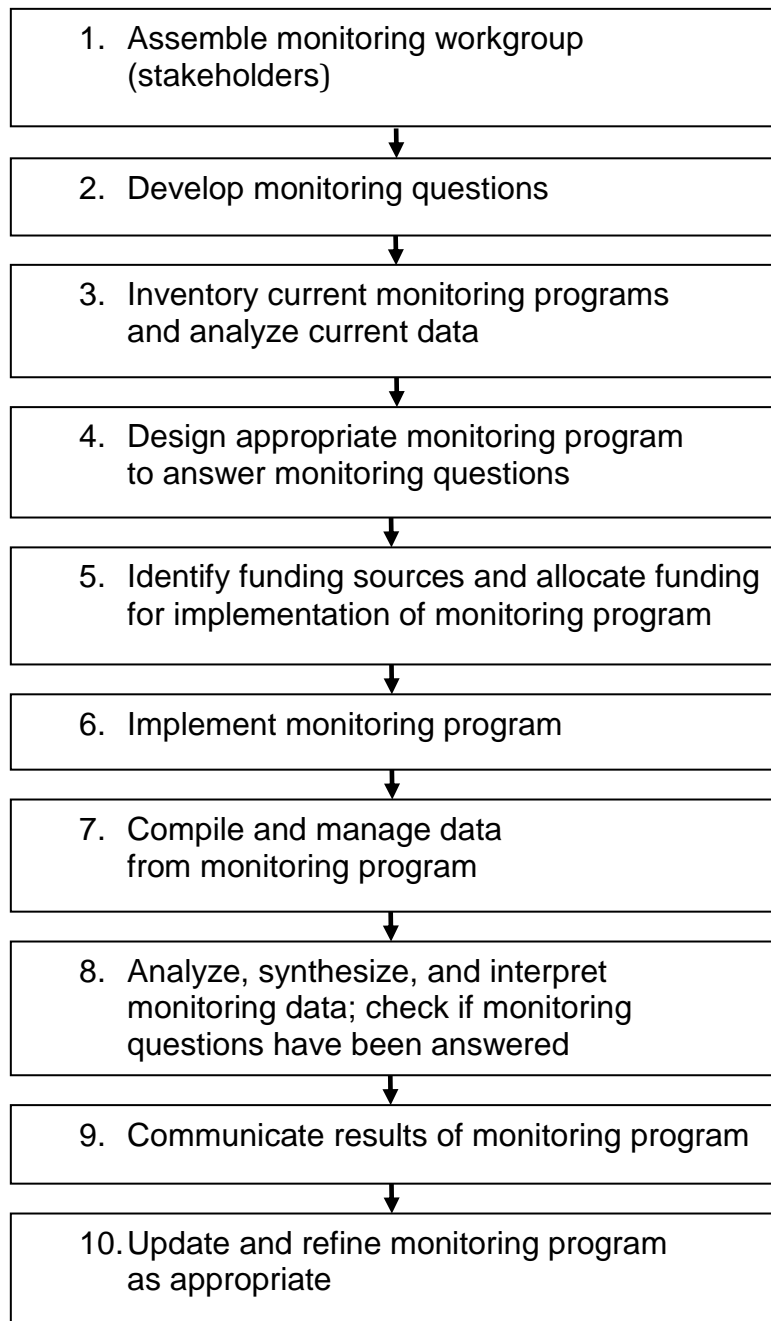 1. Assemble monitoring workgroup
(stakeholders)
2. Develop monitoring questions
3. Inventory current monitoring programs
and analyze current data
4. Design appropriate monitoring program
to answer monitoring questions
5. Identify funding sources and allocate funding
for implementation of monitoring program
6. Implement monitoring program
7. Compile and manage data
from monitoring program
8. Analyze, synthesize, and interpret
monitoring data; check if monitoring
questions have been answered
9. Communicate results of monitoring program
10. Update and refine monitoring program
as appropriate